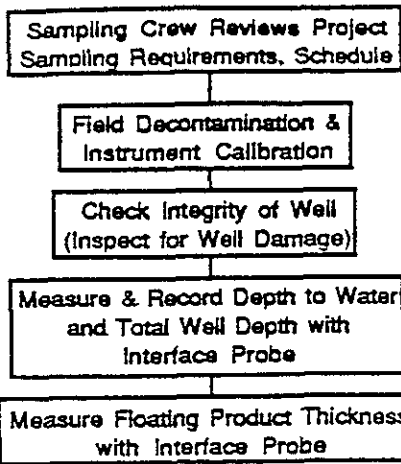 Sampling Crew Reviews Project
Sampling Requirements, Schedule
Field Decontamination &
Instrument Calibration
Check Integrity of Well
(Inspect for Well Damage)
Measure & Record Depth to Water
and Total Well Depth with
Interface Probe
Measure Floating Product Thickness
with Interface Probe